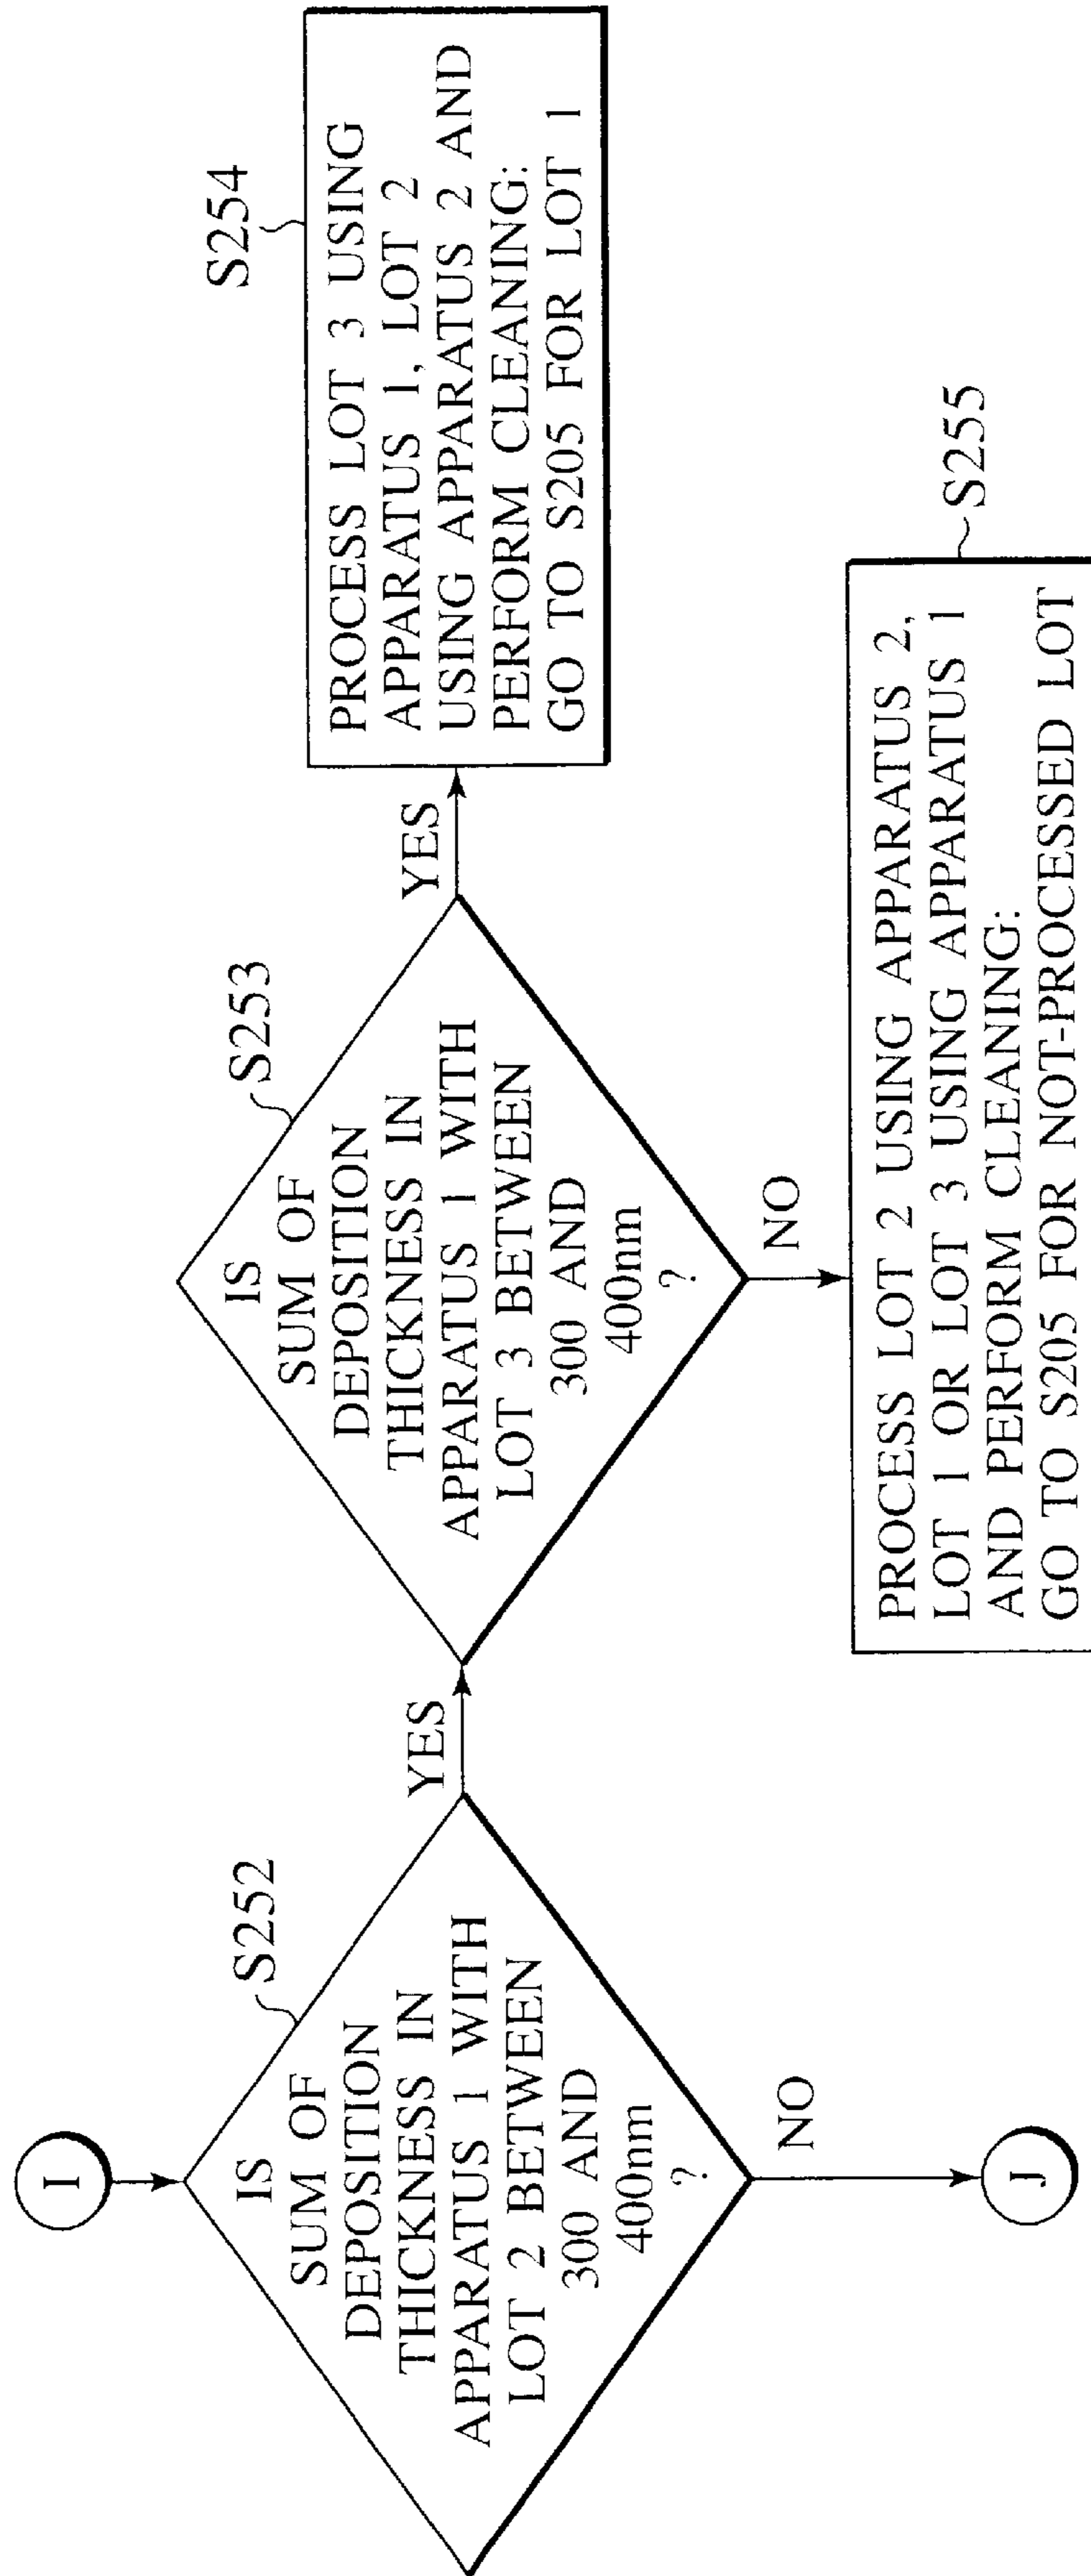 I
S252
IS
SUM OF
DEPOSITION
THICKNESS IN
APPARATUS 1 WITH
LOT 2 BETWEEN
300 AND
400nm
?
YES
NO
J
S253
IS
SUM OF
DEPOSITION
THICKNESS IN
APPARATUS 1 WITH
LOT 3 BETWEEN
300 AND
400nm
?
YES
NO
S254
PROCESS LOT 3 USING
APPARATUS 1, LOT 2
USING APPARATUS 2 AND
PERFORM CLEANING:
GO TO S205 FOR LOT 1
S255
PROCESS LOT 2 USING APPARATUS 2,
LOT 1 OR LOT 3 USING APPARATUS 1
AND PERFORM CLEANING:
GO TO S205 FOR NOT-PROCESSED LOT